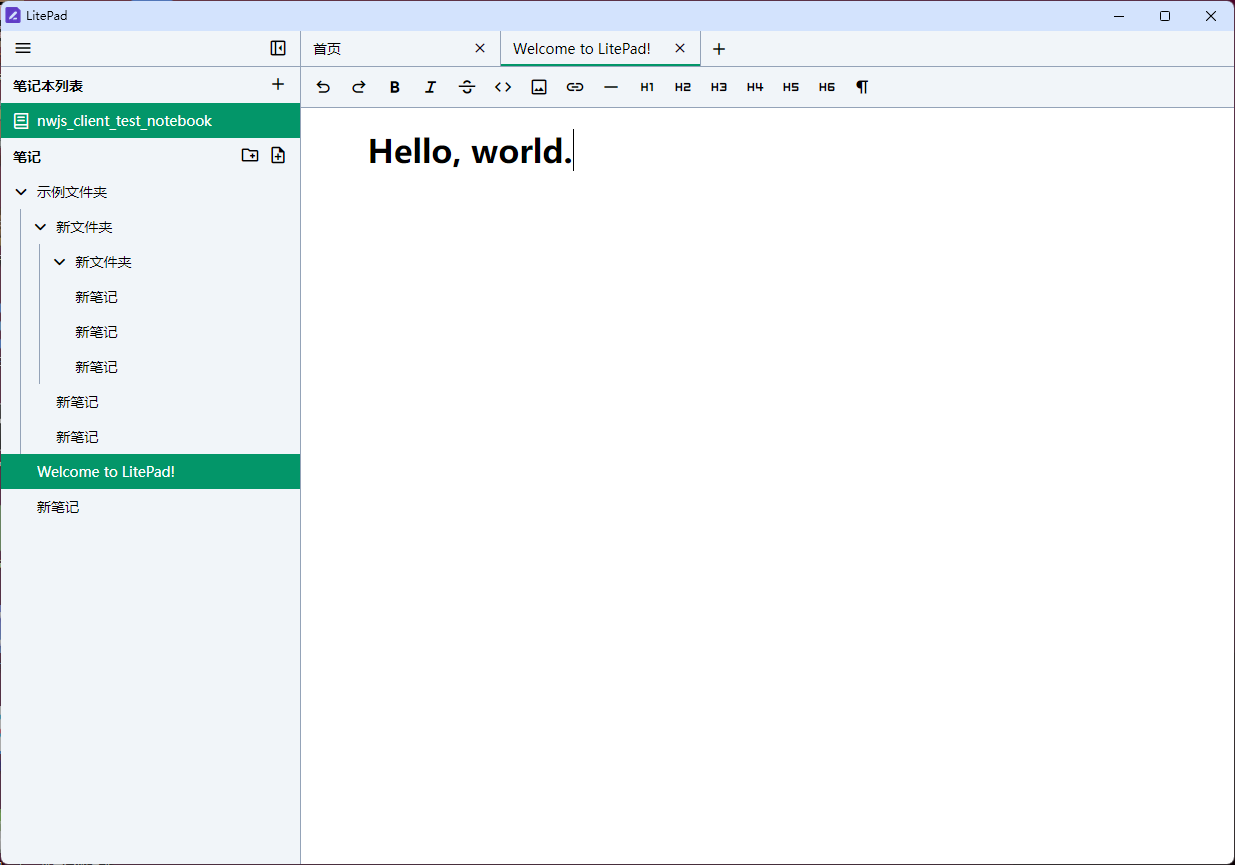 LitePad
首页
Welcome to LitePad!
笔记本列表
H1 H2 H3 H4 H5 H6
nwjs_client_test_notebook
Hello, world.
笔记
示例文件夹
新文件夹
新文件夹
新笔记
新笔记
新笔记
新笔记
新笔记
Welcome to LitePad!
新笔记